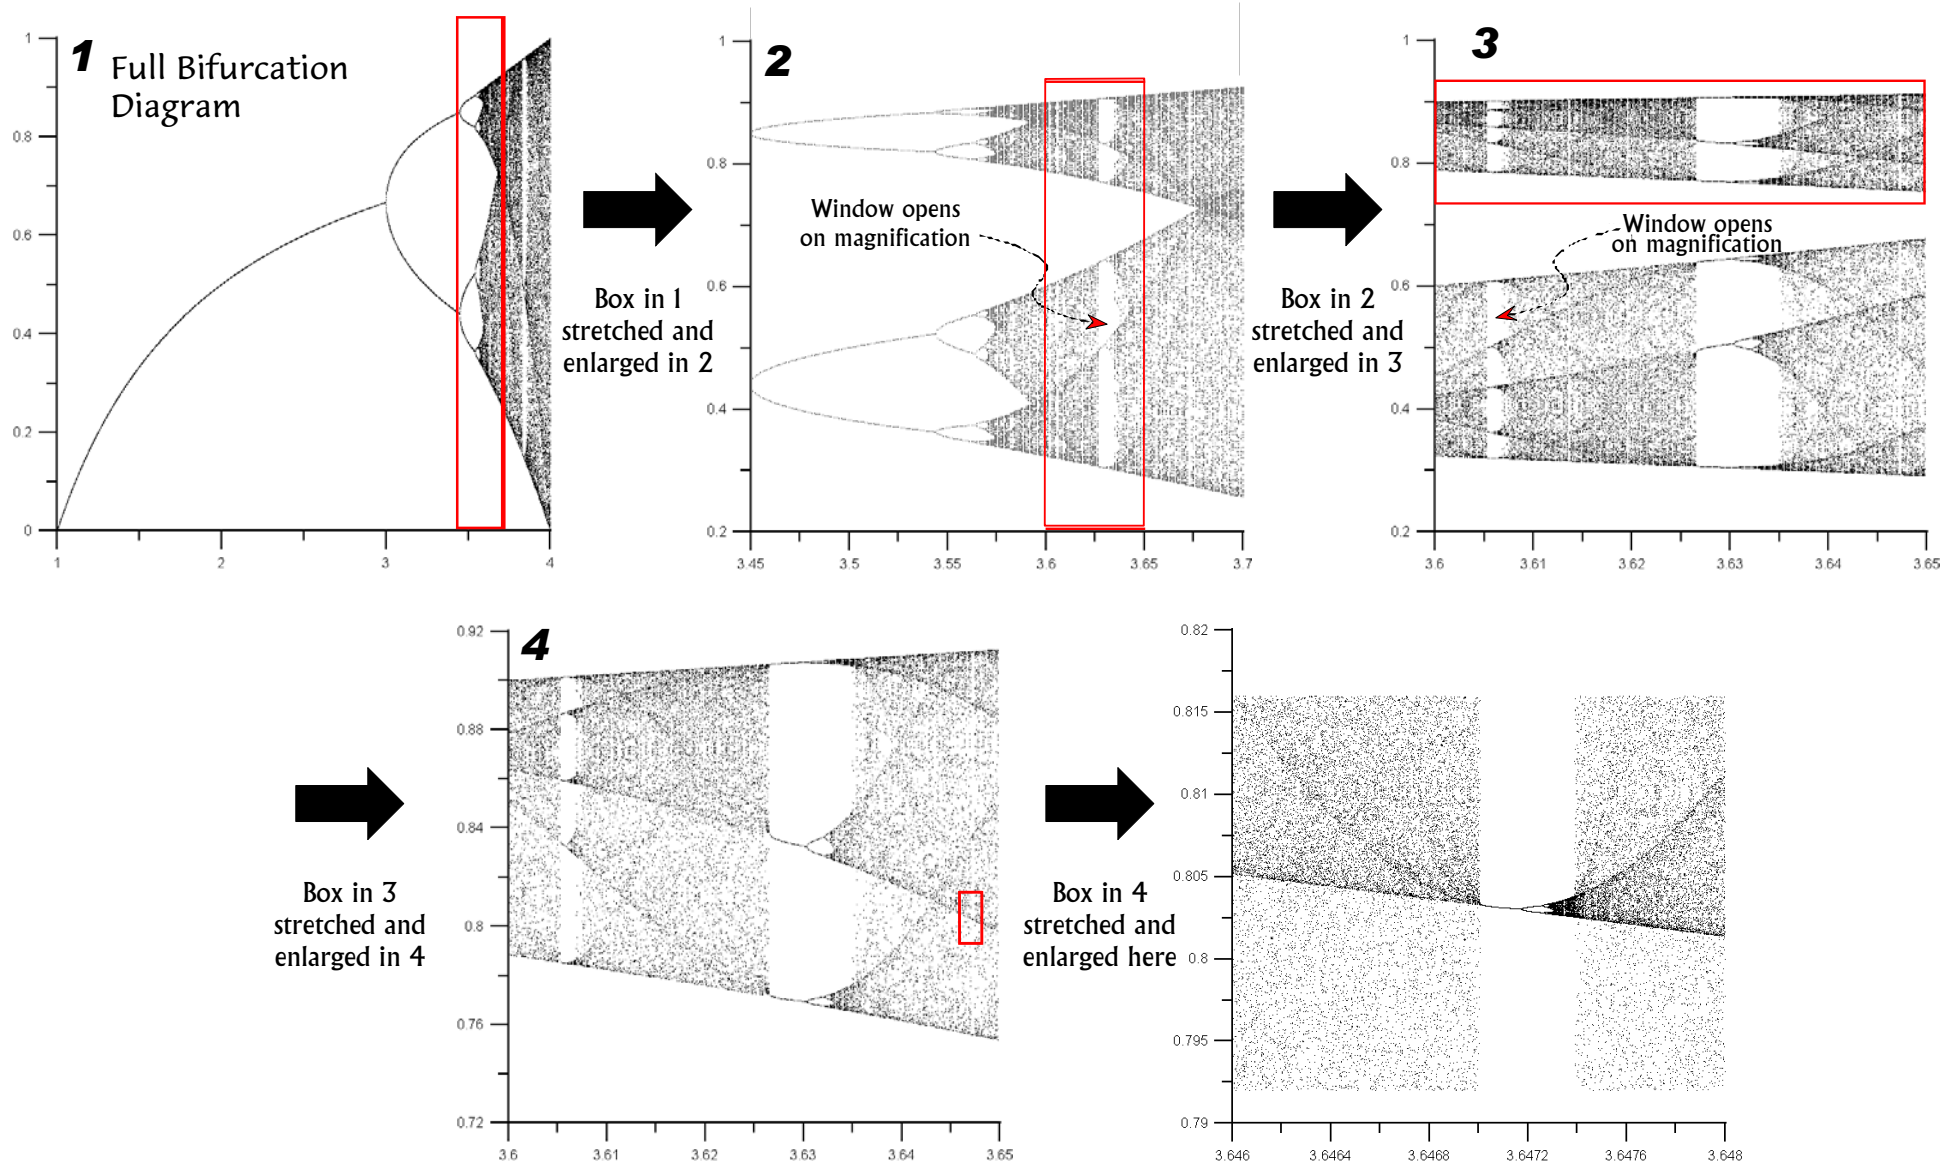 1 Full Bifurcation
Diagram
1
0.8
0.6
0.4
0.2
0
1 2 3 4
Box in 1
stretched and
enlarged in 2
2
1
0.8
0.6
0.4
0.2
Window opens
on magnification
3.45 3.5 3.55 3.6 3.65 3.7
Box in 2
stretched and
enlarged in 3
3
1
0.8
0.6
0.4
0.2
Window opens
on magnification
3.6 3.61 3.62 3.63 3.64 3.65
Box in 3
stretched and
enlarged in 4
4
0.92
0.88
0.84
0.8
0.76
0.72
3.6 3.61 3.62 3.63 3.64 3.65
Box in 4
stretched and
enlarged here
0.82
0.815
0.81
0.805
0.8
0.795
0.79
3.646 3.6464 3.6468 3.6472 3.6476 3.648